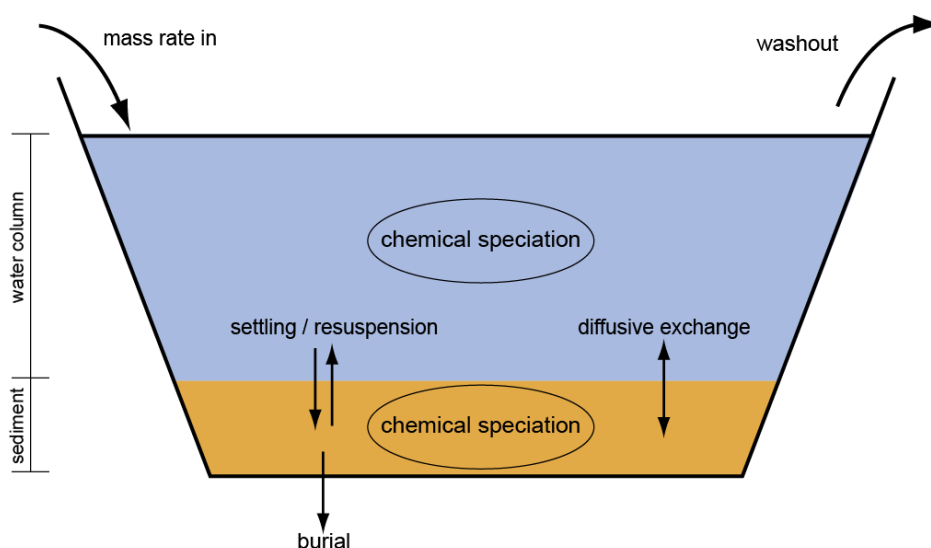 mass rate in
washout
water column
chemical speciation
settling / resuspension
diffusive exchange
sediment
chemical speciation
burial